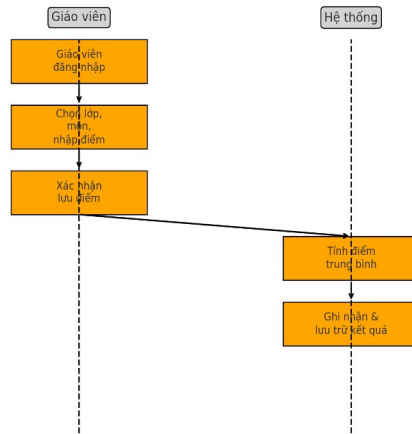 Giáo viên
Hệ thống
Giáo viên
đăng nhập
Chọn lớp,
môn,
nhập điểm
Xác nhận
lưu điểm
Tính điểm
trung bình
Ghi nhận &
lưu trữ kết quả